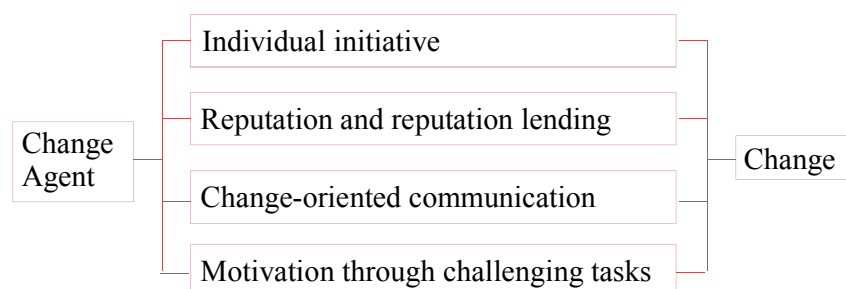 Individual initiative
Reputation and reputation lending
Change
Agent
Change
Change-oriented communication
Motivation through challenging tasks